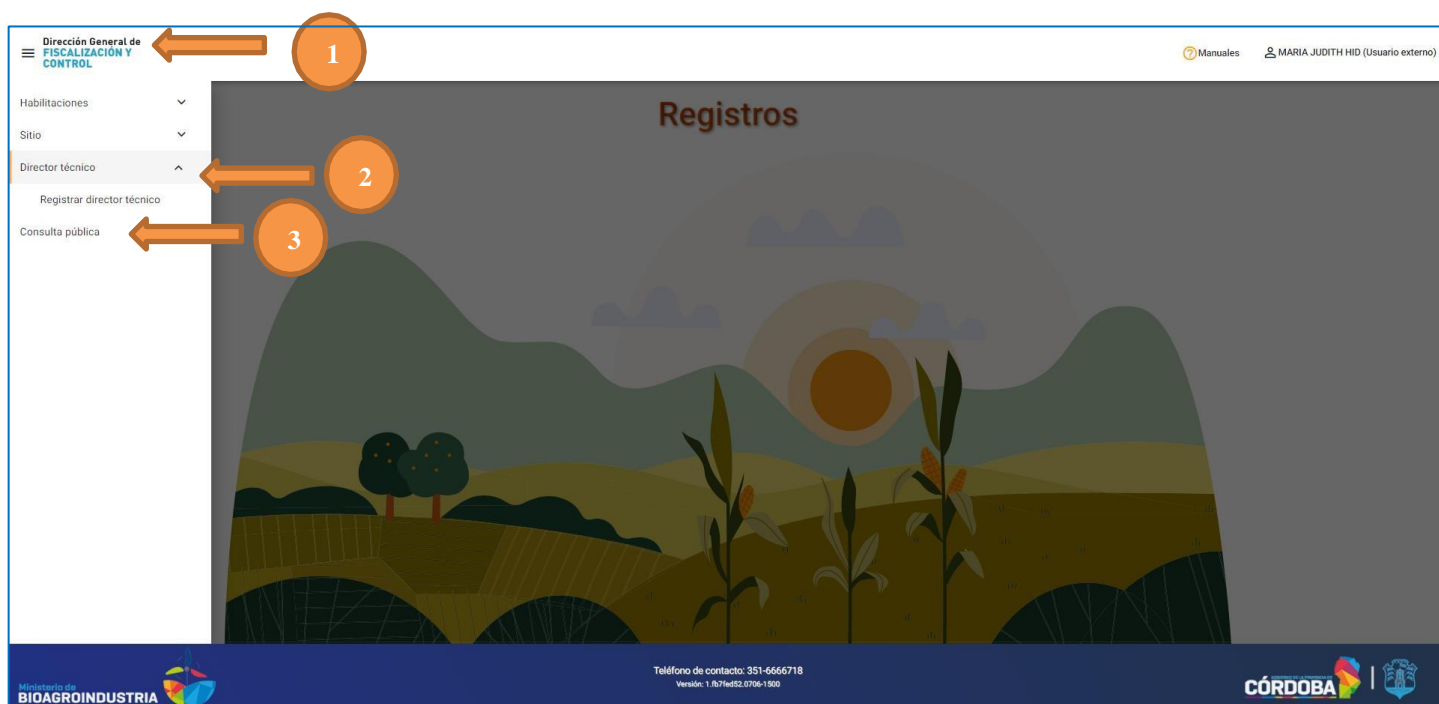 Dirección General de
FISCALIZACIÓN Y
CONTROL
1
Manuales
MARIA JUDITH HID (Usuario externo)
Habilitaciones
Sitio
Director técnico
2
Registrar director técnico
Consulta pública
3
Registros
Ministerio de
BIOAGROINDUSTRIA
Teléfono de contacto: 351-6666718
Versión: 1.fb7fed52.0706-1500
CÓRDOBA